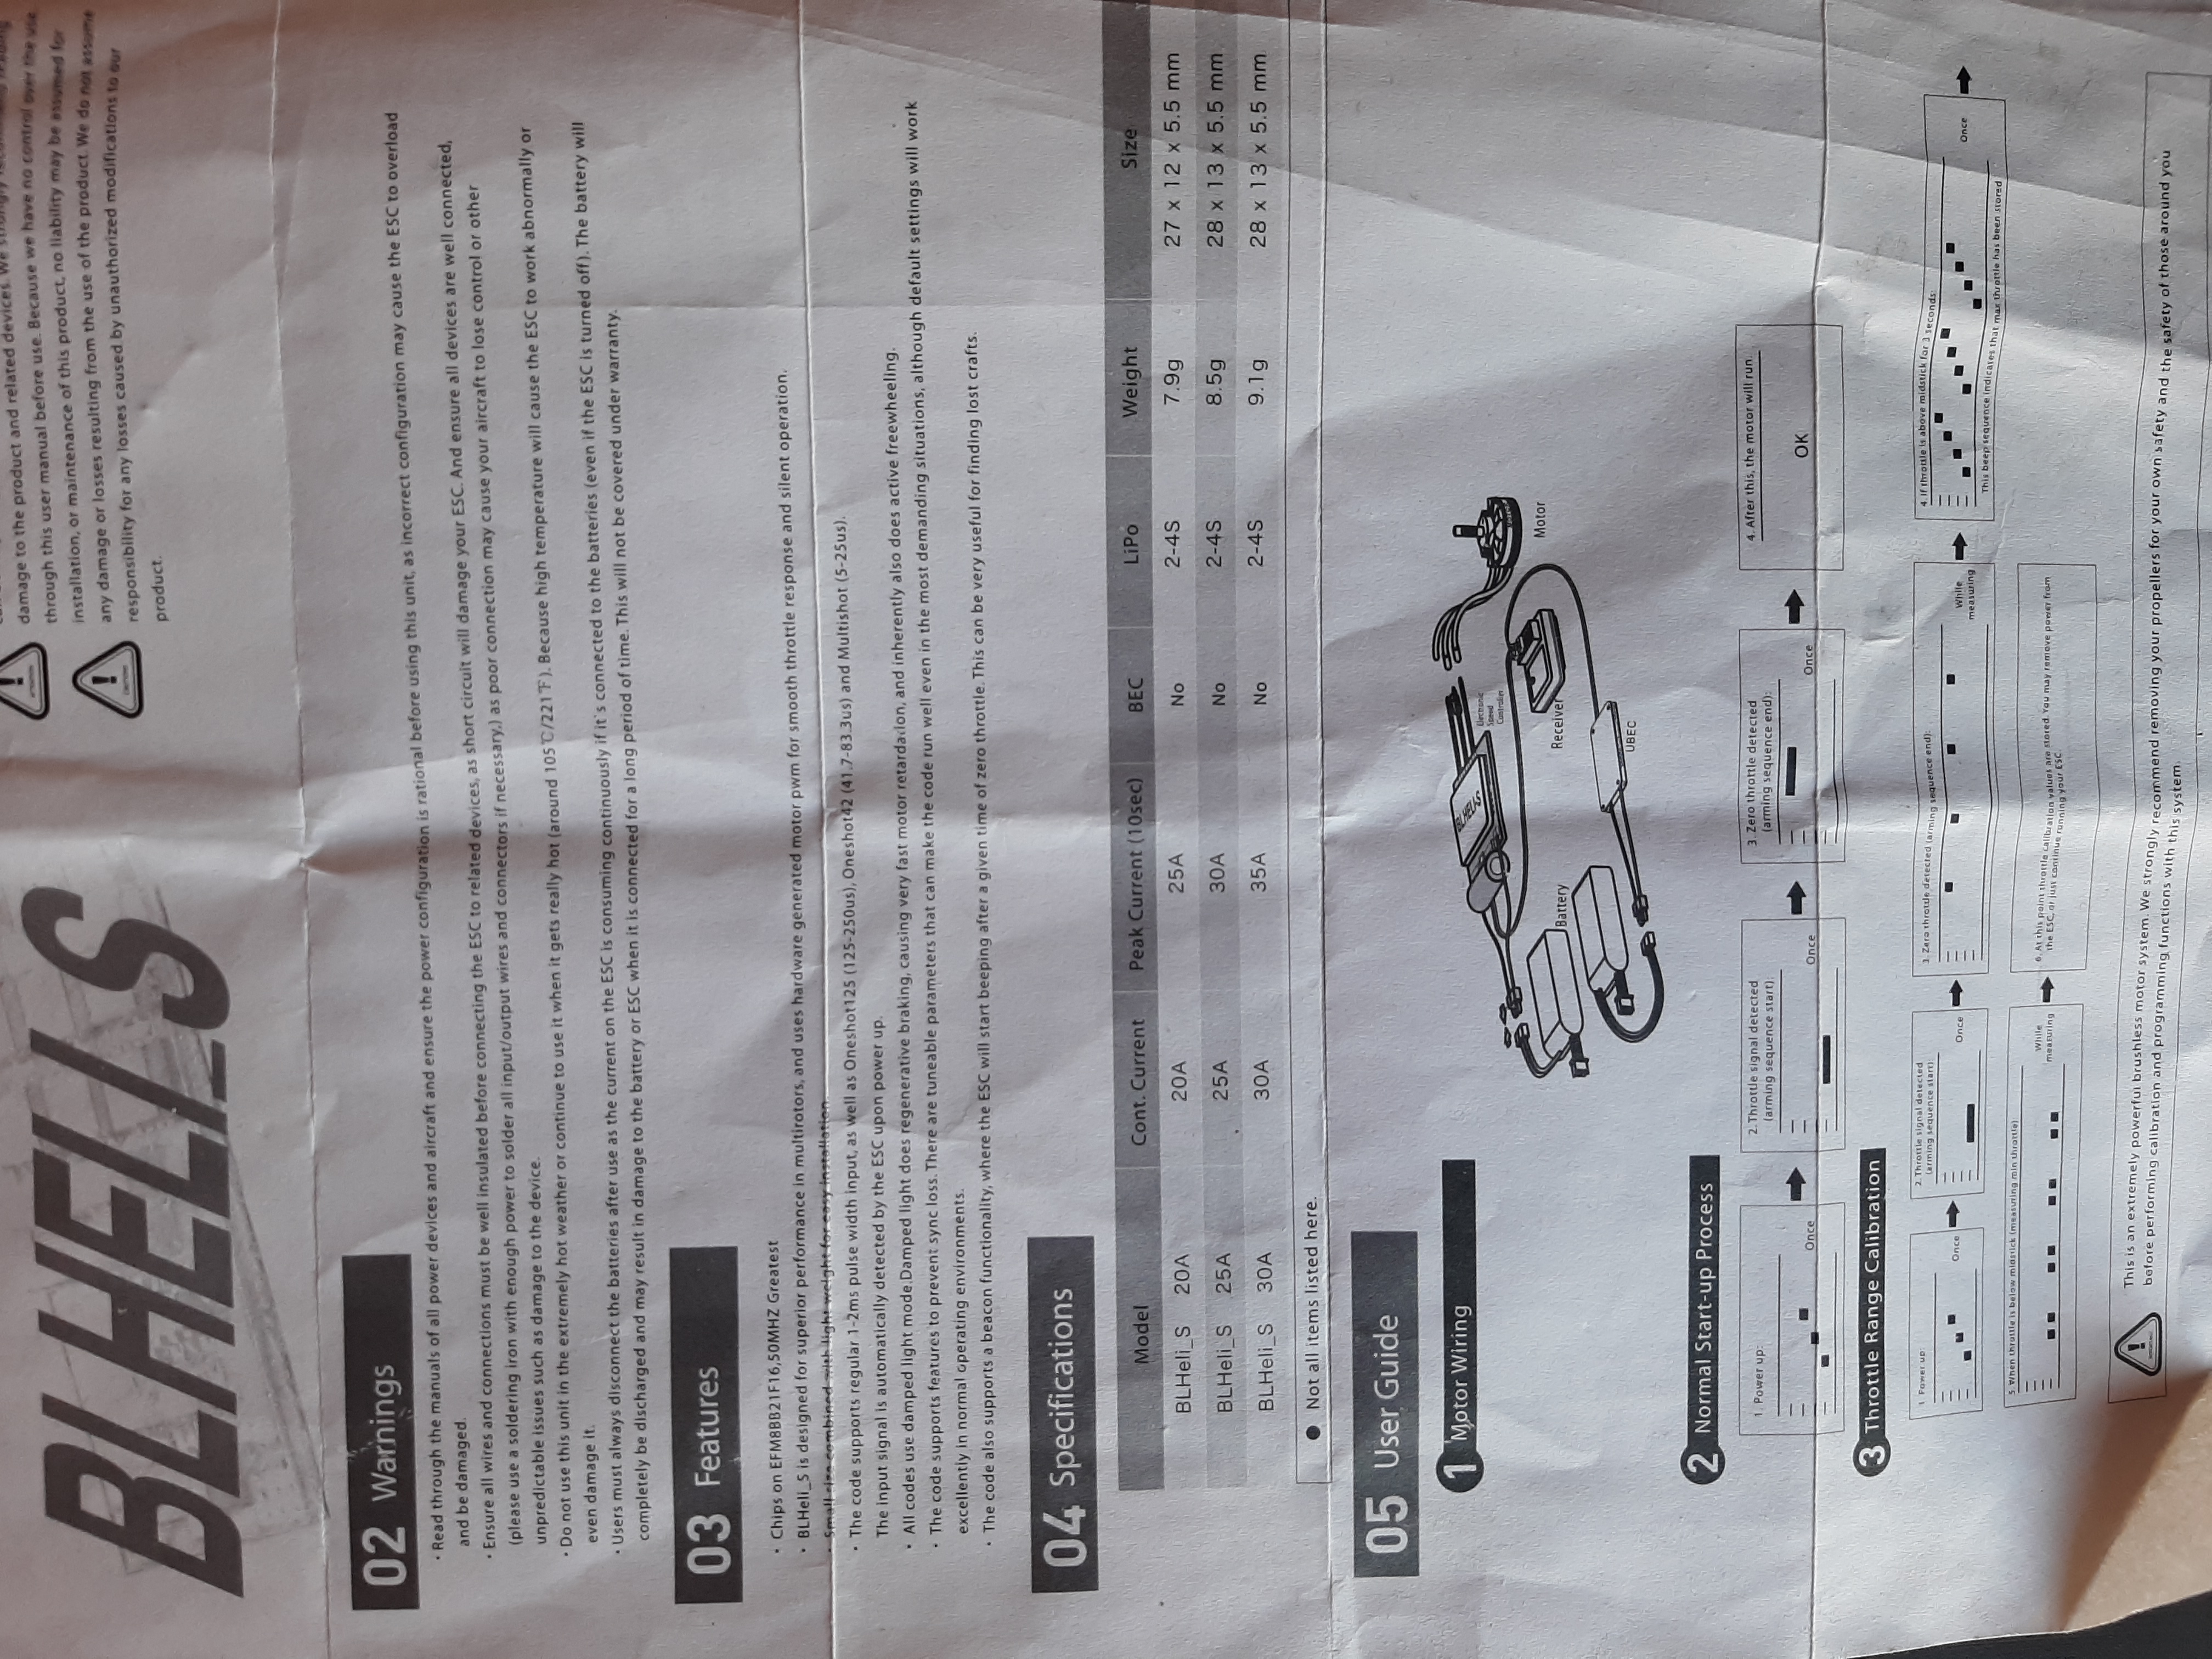 damage to the product and related devices. We strongly recommend reading
through this user manual before use. Because we have no control over the use,
installation, or maintenance of this product, no liability may be assumed for
any damage or losses resulting from the use of the product. We do not assume
responsibility for any losses caused by unauthorized modifications to our
product.
BLHELI_S
02 Warnings
· Read through the manuals of all power devices and aircraft and ensure the power configuration is rational before using this unit, as incorrect configuration may cause the ESC to overload
and be damaged.
· Ensure all wires and connections must be well insulated before connecting the ESC to related devices, as short circuit will damage your ESC. And ensure all devices are well connected,
(please use a soldering iron with enough power to solder all input/output wires and connectors if necessary,) as poor connection may cause your aircraft to lose control or other
unpredictable issues such as damage to the device.
· Do not use this unit in the extremely hot weather or continue to use it when it gets really hot (around 105℃/221℉). Because high temperature will cause the ESC to work abnormally or
even damage it.
· Users must always disconnect the batteries after use as the current on the ESC is consuming continuously if it`s connected to the batteries (even if the ESC is turned off). The battery will
completely be discharged and may result in damage to the battery or ESC when it is connected for a long period of time. This will not be covered under warranty.
03 Features
· Chips on EFM8BB21F16,50MHZ Greatest
· BLHeli_S is designed for superior performance in multirotors, and uses hardware generated motor pwm for smooth throttle response and silent operation.
· Small size combined with light weight for easy installation.
· The code supports regular 1-2ms pulse width input, as well as Oneshot125 (125-250us), Oneshot42 (41.7-83.3us) and Multishot (5-25us).
The input signal is automatically detected by the ESC upon power up.
· All codes use damped light mode.Damped light does regenerative braking, causing very fast motor retardation, and inherently also does active freewheeling.
· The code supports features to prevent sync loss. There are tuneable parameters that can make the code run well even in the most demanding situations, although default settings will work
excellently in normal operating environments.
· The code also supports a beacon functionality, where the ESC will start beeping after a given time of zero throttle. This can be very useful for finding lost crafts.
04 Specifications
Model Cont. Current Peak Current (10sec) BEC LiPo Weight Size
BLHeli_S 20A 20A 25A No 2-4S 7.9g 27 x 12 x 5.5 mm
BLHeli_S 25A 25A 30A No 2-4S 8.5g 28 x 13 x 5.5 mm
BLHeli_S 30A 30A 35A No 2-4S 9.1g 28 x 13 x 5.5 mm
● Not all items listed here.
05 User Guide
1 Motor Wiring
BLHELI_S
Electronic
Speed
Controller
MOTOR
Motor
Receiver
Battery
UBEC
2 Normal Start-up Process
1. Power up:
Once
2. Throttle signal detected
(arming sequence start):
Once
3. Zero throttle detected
(arming sequence end):
Once
4. After this, the motor will run.
OK
3 Throttle Range Calibration
1. Power up:
Once
2. Throttle signal detected
(arming sequence start):
Once
3. Zero throttle detected (arming sequence end):
While
measuring
4. If throttle is above midstick for 3 seconds:
Once
This beep sequence indicates that max throttle has been stored
5. When throttle is below midstick (measuring min throttle)
While
measuring
6. At this point throttle calibration values are stored. You may remove power from
the ESC, or just continue running your ESC.
This is an extremely powerful brushless motor system. We strongly recommend removing your propellers for your own safety and the safety of those around you
before performing calibration and programming functions with this system.